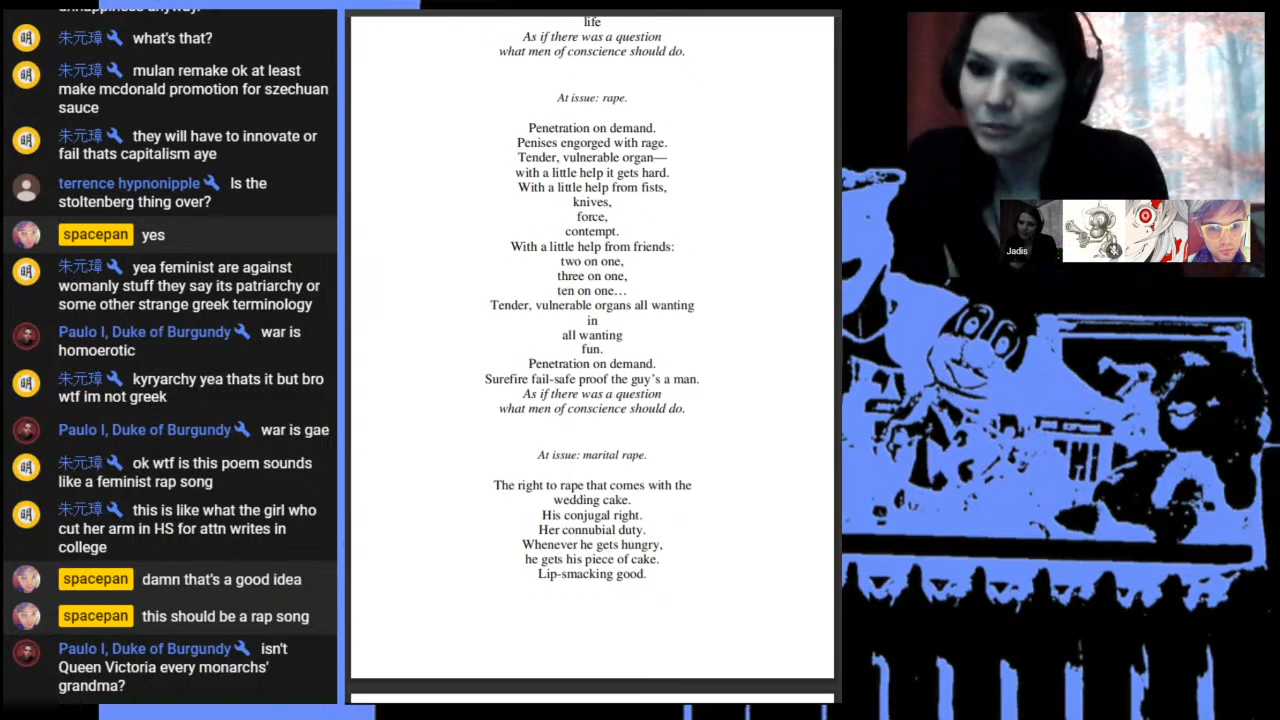 unhappiness anyway?
朱元璋 what's that?
朱元璋 mulan remake ok at least
make mcdonald promotion for szechuan
sauce
朱元璋 they will have to innovate or
fail thats capitalism aye
terrence hypnonipple Is the
stoltenberg thing over?
spacepan yes
朱元璋 yea feminist are against
womanly stuff they say its patriarchy or
some other strange greek terminology
Paulo I, Duke of Burgundy war is
homoerotic
朱元璋 kyryarchy yea thats it but bro
wtf im not greek
Paulo I, Duke of Burgundy war is gae
朱元璋 ok wtf is this poem sounds
like a feminist rap song
朱元璋 this is like what the girl who
cut her arm in HS for attn writes in
college
spacepan damn that's a good idea
spacepan this should be a rap song
Paulo I, Duke of Burgundy isn't
Queen Victoria every monarchs'
grandma?
life
As if there was a question
what men of conscience should do.
At issue: rape.
Penetration on demand.
Penises engorged with rage.
Tender, vulnerable organ—
with a little help it gets hard.
With a little help from fists,
knives,
force,
contempt.
With a little help from friends:
two on one,
three on one,
ten on one…
Tender, vulnerable organs all wanting
in
all wanting
fun.
Penetration on demand.
Surefire fail-safe proof the guy's a man.
As if there was a question
what men of conscience should do.
At issue: marital rape.
The right to rape that comes with the
wedding cake.
His conjugal right.
Her connubial duty.
Whenever he gets hungry,
he gets his piece of cake.
Lip-smacking good.
Jadis